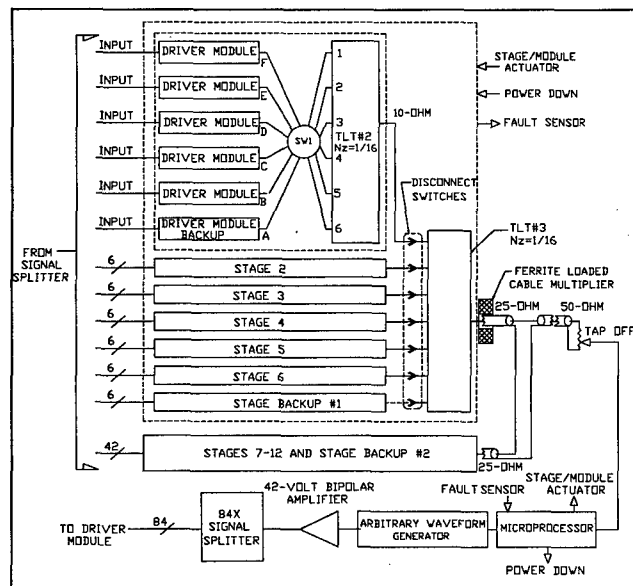 INPUT DRIVER MODULE F
INPUT DRIVER MODULE E
INPUT DRIVER MODULE D
INPUT DRIVER MODULE C
INPUT DRIVER MODULE B
INPUT DRIVER MODULE BACKUP A
SW1
1
2
3
4
5
6
TLT#2
Nz=1/16
10-OHM
STAGE/MODULE
ACTUATOR
POWER DOWN
FAULT SENSOR
DISCONNECT
SWITCHES
TLT#3
Nz=1/16
FERRITE LOADED
CABLE MULTIPLIER
25-OHM
50-OHM
TAP OFF
FROM
SIGNAL
SPLITTER
6 STAGE 2
6 STAGE 3
6 STAGE 4
6 STAGE 5
6 STAGE 6
6 STAGE BACKUP #1
42 STAGES 7-12 AND STAGE BACKUP #2
25-OHM
42-VOLT BIPOLAR
AMPLIFIER
FAULT SENSOR
STAGE/MODULE
ACTUATOR
TO DRIVER
MODULE
84
84X
SIGNAL
SPLITTER
ARBITRARY WAVEFORM
GENERATOR
MICROPROCESSOR
POWER DOWN